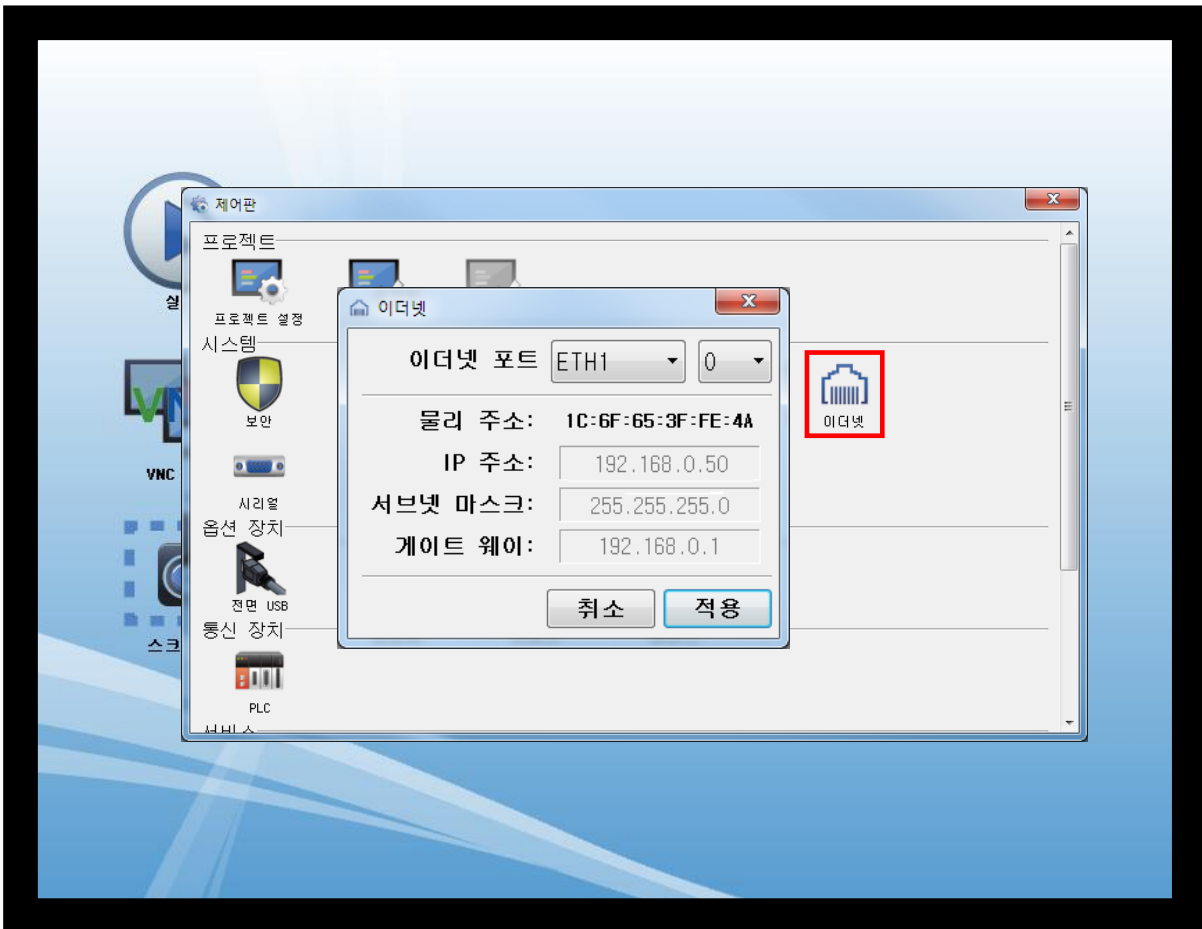 제어판
프로젝트
프로젝트 설정
시스템
보안
시리얼
옵션 장치
전면 USB
통신 장치
PLC
서비스
이더넷
이더넷 포트 ETH1 0
물리 주소: 1C:6F:65:3F:FE:4A
IP 주소: 192.168.0.50
서브넷 마스크: 255.255.255.0
게이트 웨이: 192.168.0.1
취소 적용
이더넷
VNC